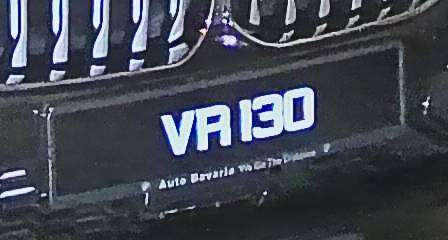 VR 130
Auto Bavaria We Go The Distance